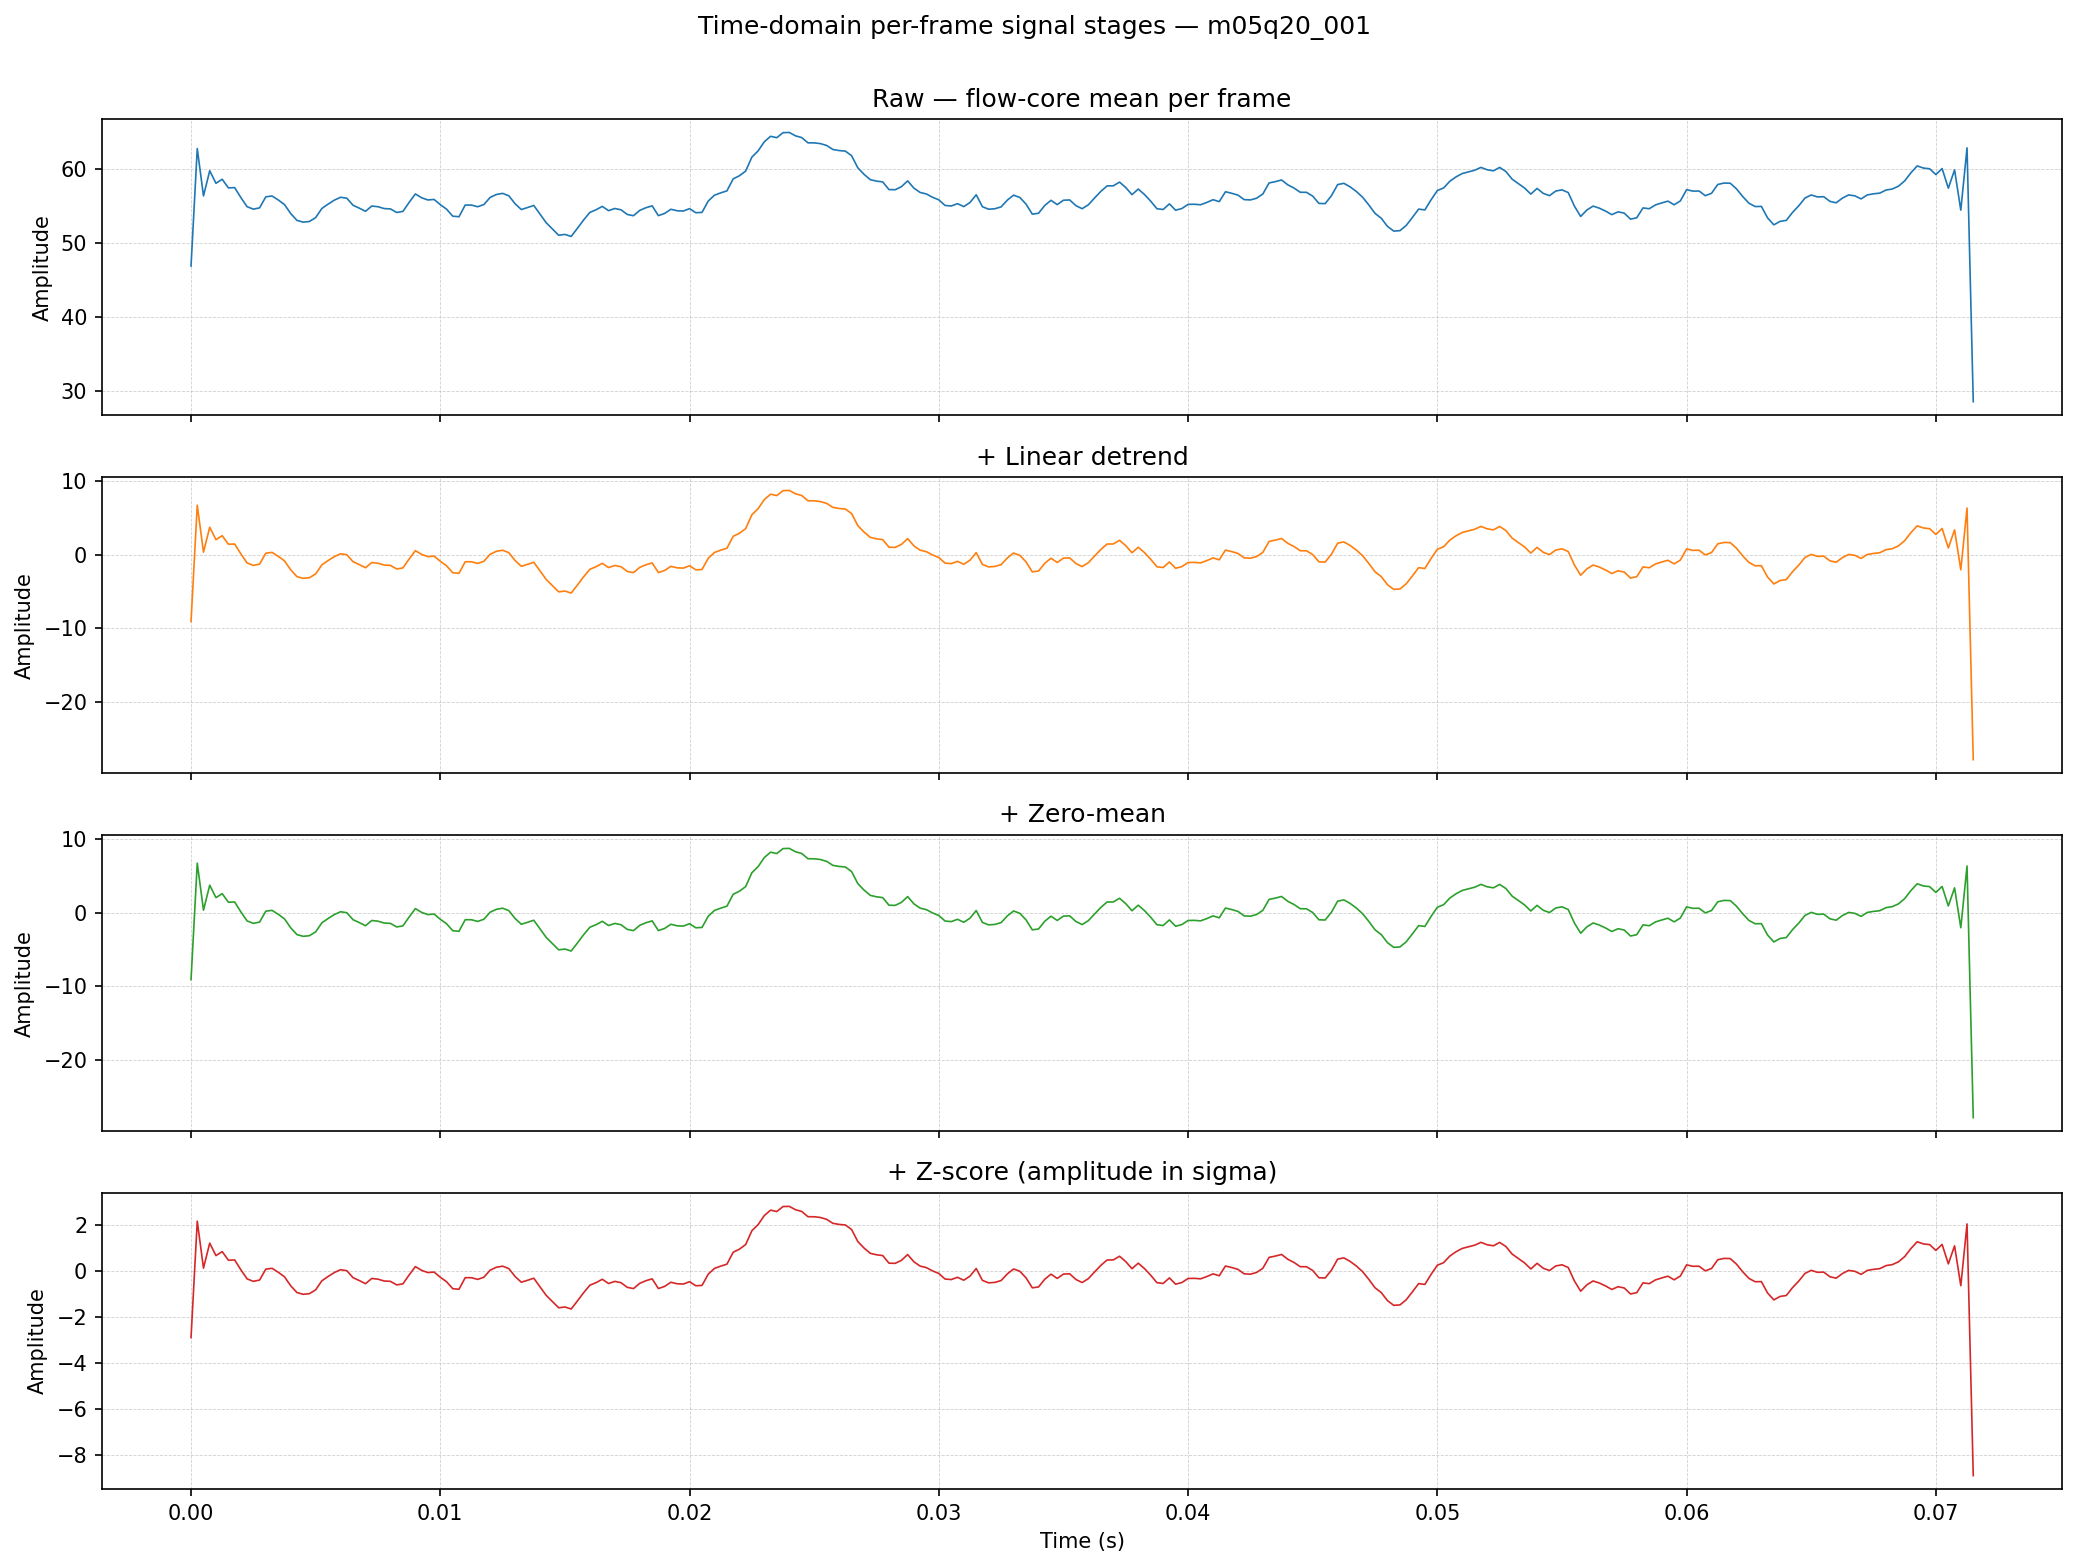 Time-domain per-frame signal stages — m05q20_001
Raw — flow-core mean per frame
Amplitude
60
50
40
30
+ Linear detrend
Amplitude
10
0
−10
−20
+ Zero-mean
Amplitude
10
0
−10
−20
+ Z-score (amplitude in sigma)
Amplitude
2
0
−2
−4
−6
−8
0.00 0.01 0.02 0.03 0.04 0.05 0.06 0.07
Time (s)